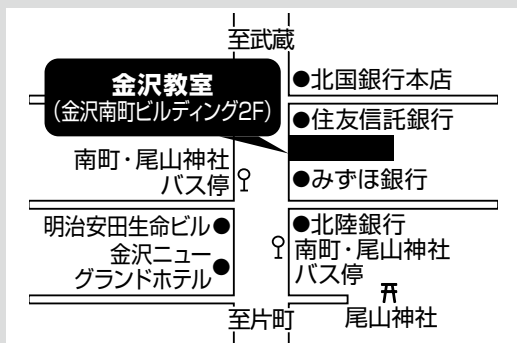 至武蔵
金沢教室
(金沢南町ビルディング2F)
●北国銀行本店
●住友信託銀行
南町・尾山神社
バス停
●みずほ銀行
明治安田生命ビル●
金沢ニュー
グランドホテル●
●北陸銀行
南町・尾山神社
バス停
至片町
尾山神社